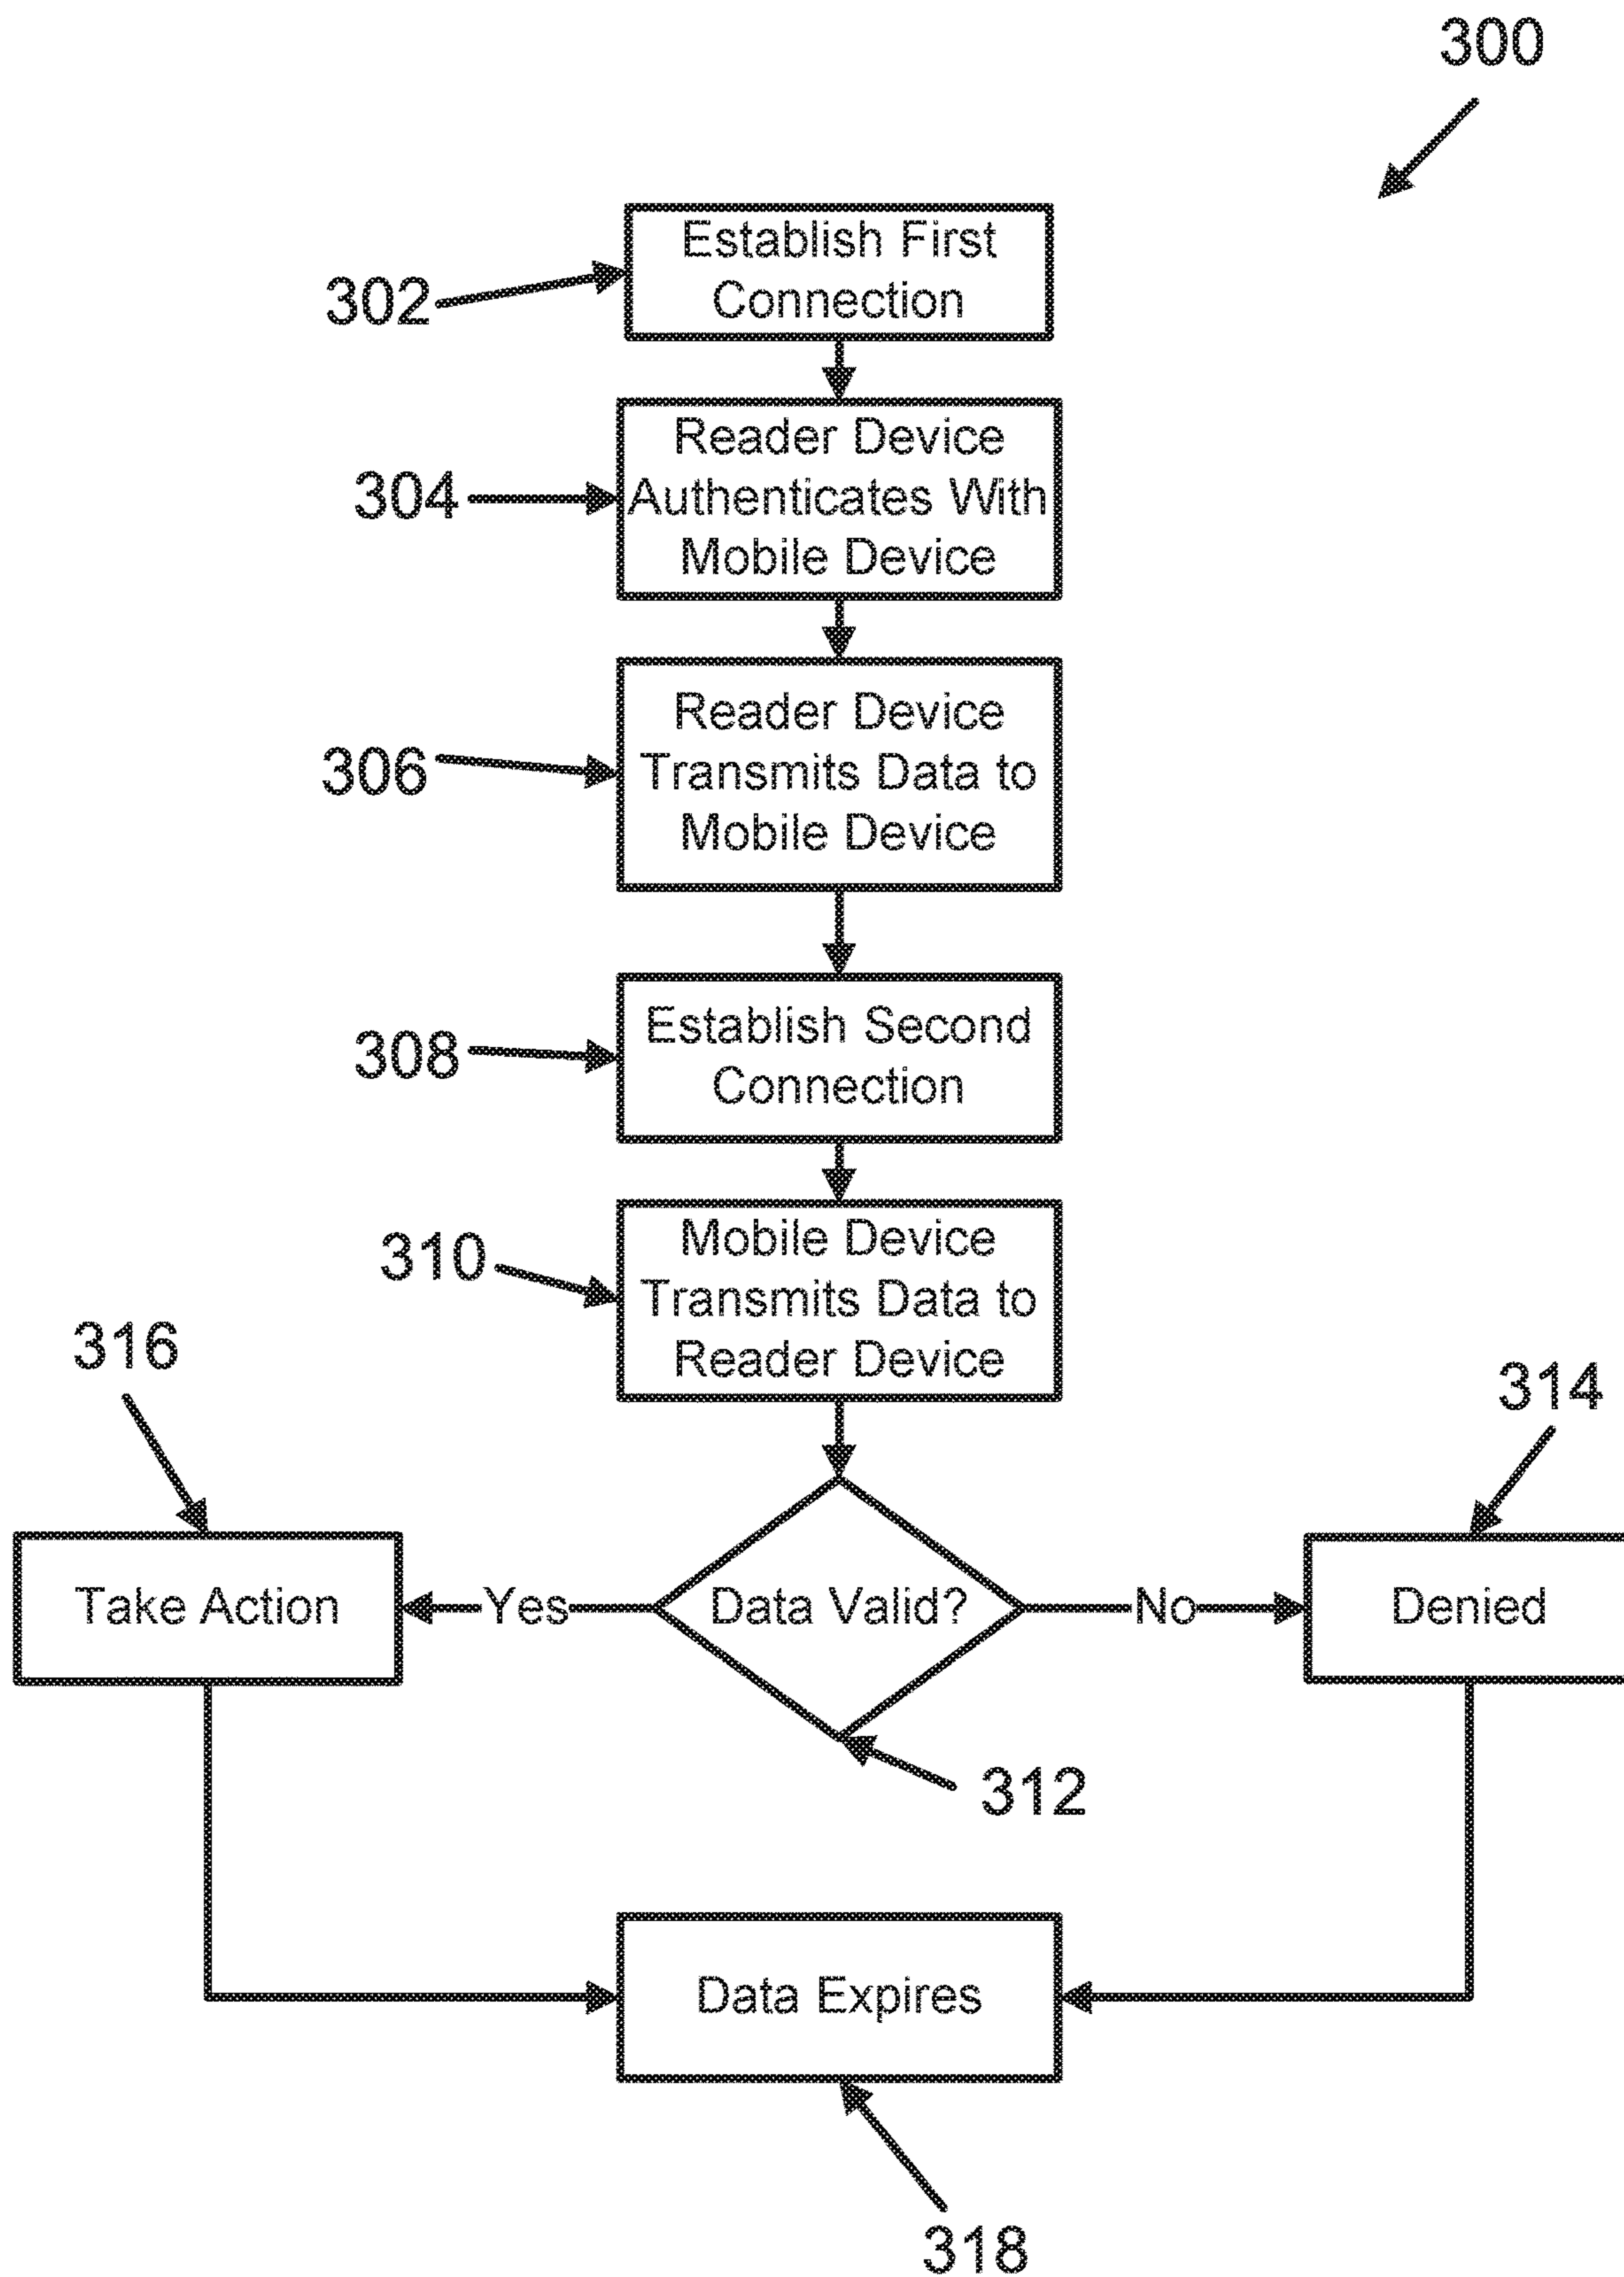 300
302
Establish First
Connection
304
Reader Device
Authenticates With
Mobile Device
306
Reader Device
Transmits Data to
Mobile Device
308
Establish Second
Connection
310
Mobile Device
Transmits Data to
Reader Device
316
314
Take Action
Yes
Data Valid?
No
Denied
312
Data Expires
318